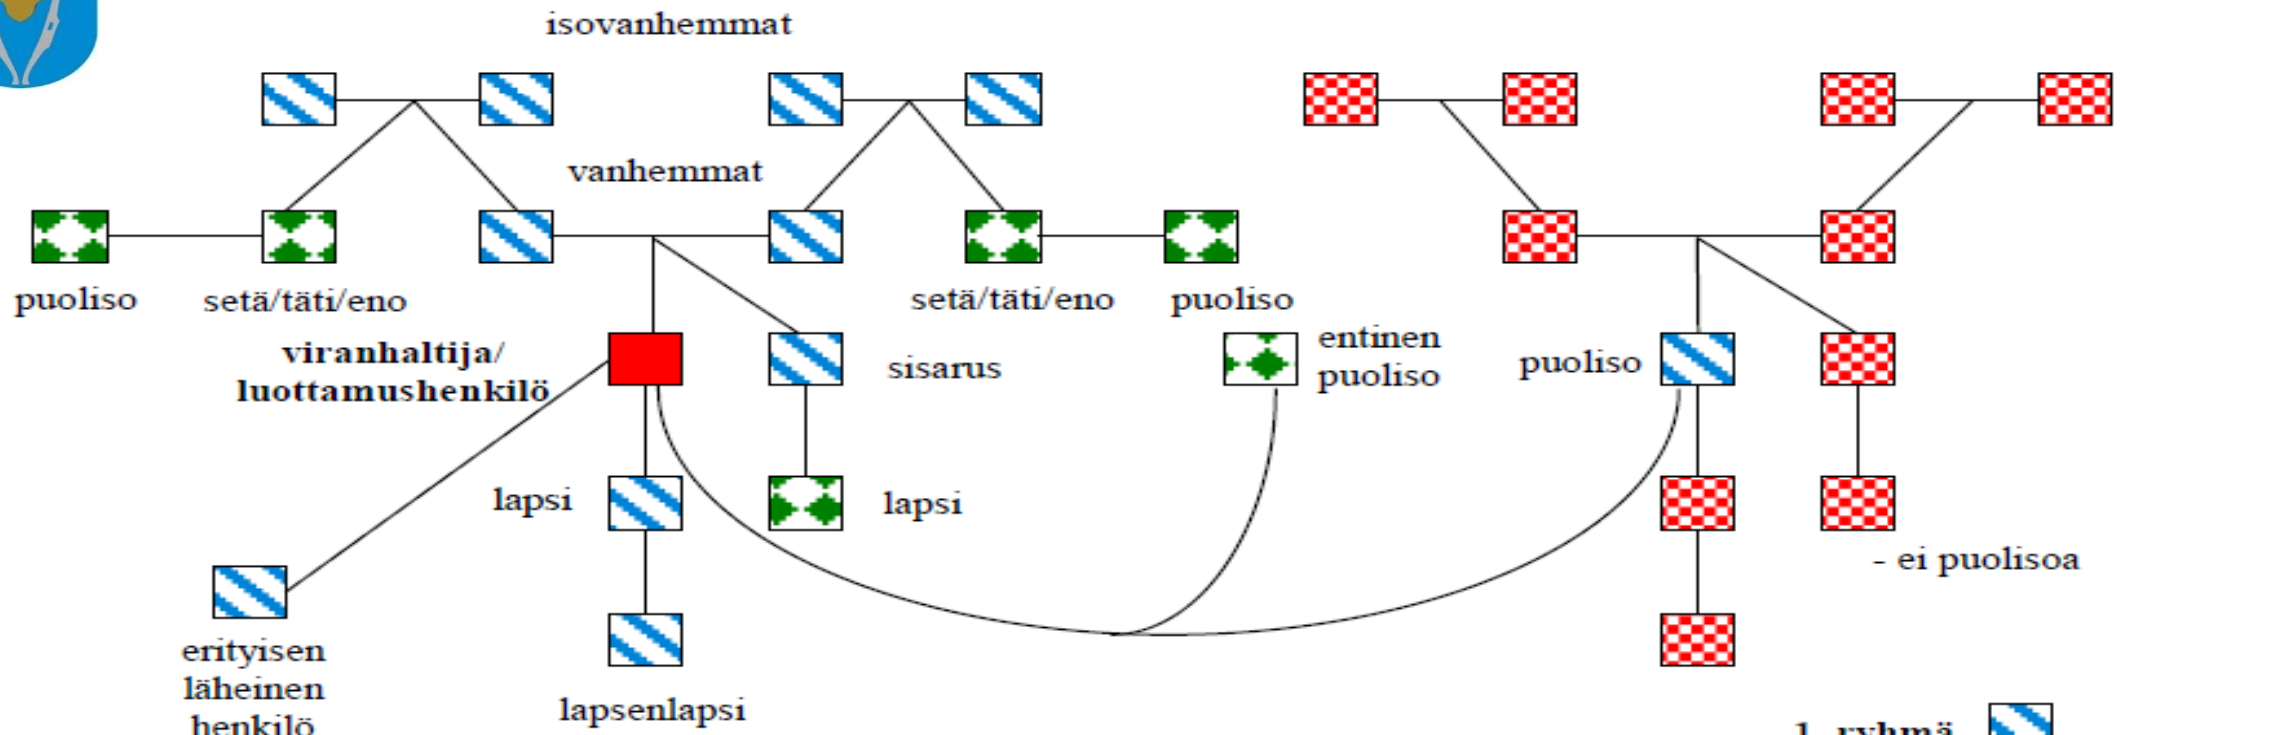 isovanhemmat
vanhemmat
puoliso
setä/täti/eno
setä/täti/eno
puoliso
viranhaltija/
luottamushenkilö
sisarus
entinen
puoliso
puoliso
lapsi
lapsi
- ei puolisoa
erityisen
läheinen
henkilö
lapsenlapsi
1. ryhmä